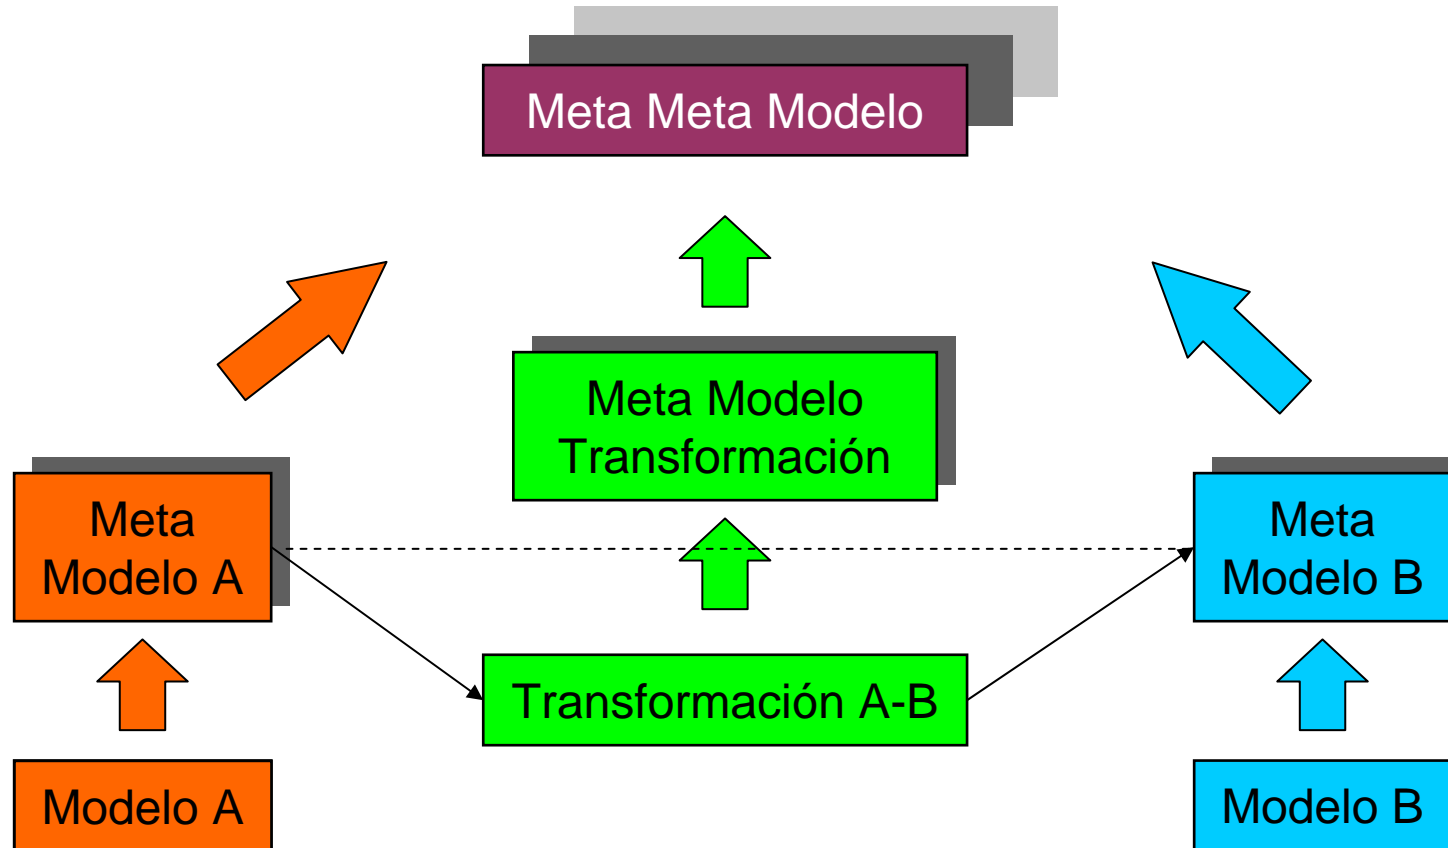 Meta Meta Modelo
Meta Modelo
Transformación
Meta
Modelo A
Meta
Modelo B
Transformación A-B
Modelo A
Modelo B